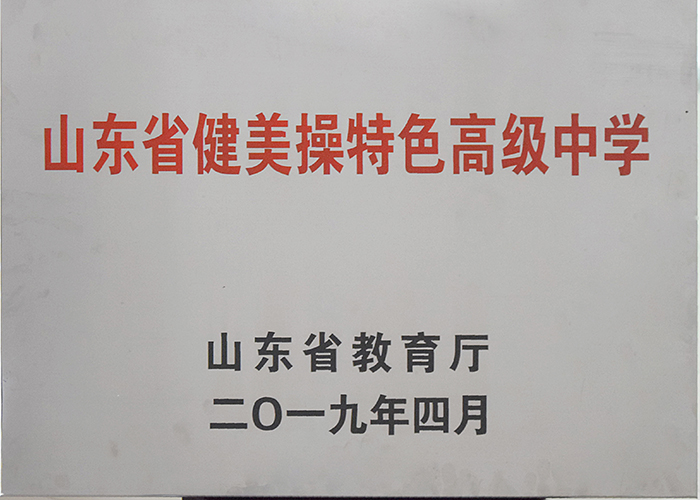 山东省健美操特色高级中学
山东省教育厅
二〇一九年四月